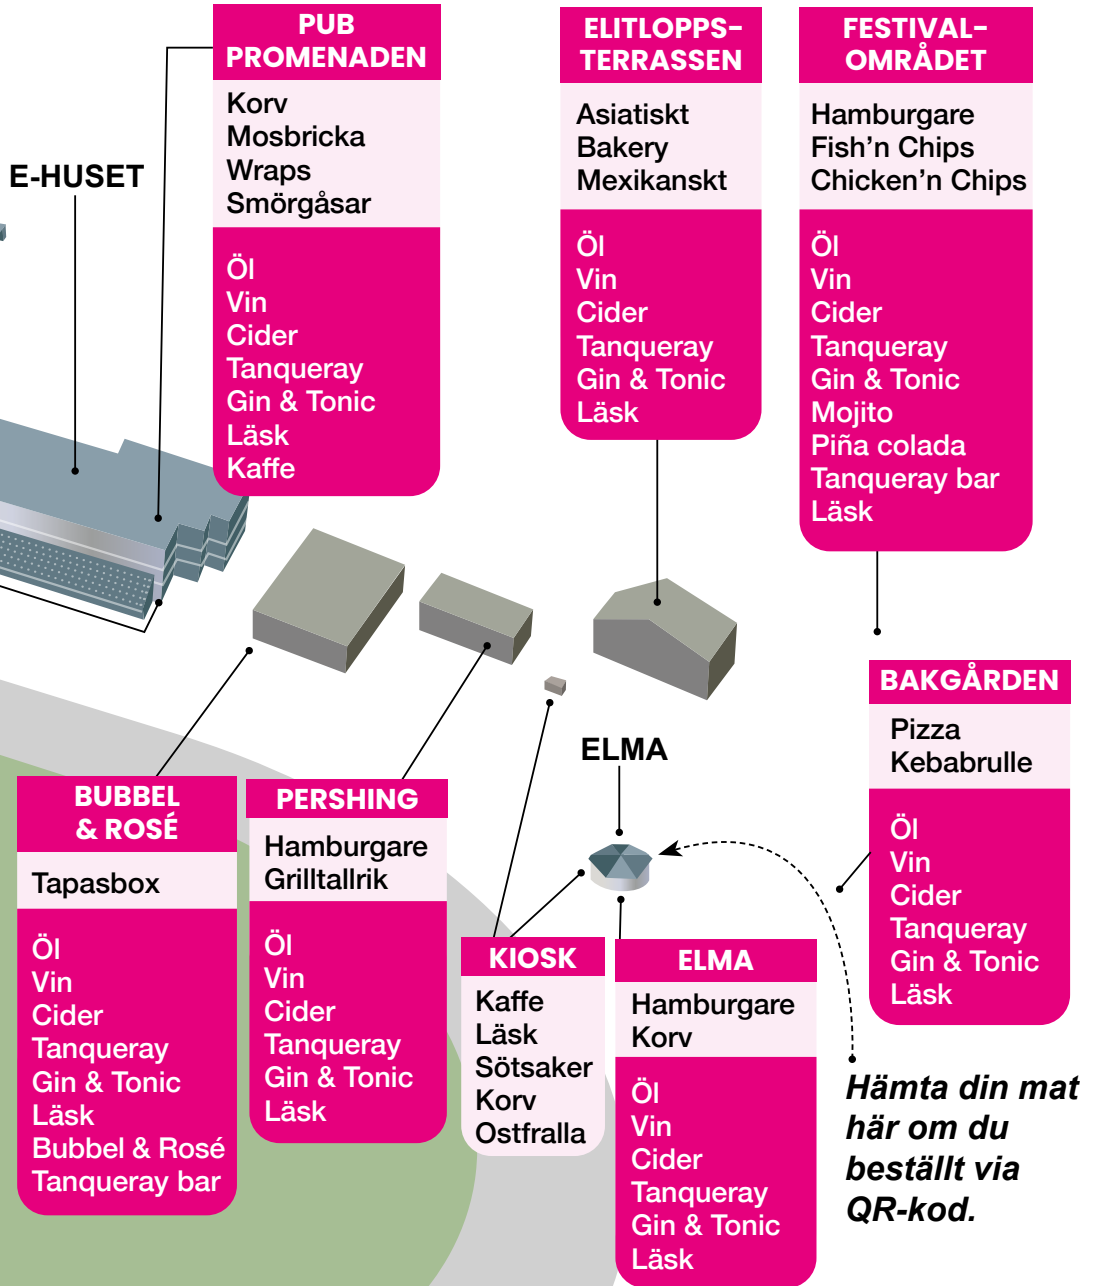 PUB
PROMENADEN
Korv
Mosbricka
Wraps
Smörgåsar
Öl
Vin
Cider
Tanqueray
Gin & Tonic
Läsk
Kaffe
ELITLOPPS-
TERRASSEN
Asiatiskt
Bakery
Mexikanskt
Öl
Vin
Cider
Tanqueray
Gin & Tonic
Läsk
FESTIVAL-
OMRÅDET
Hamburgare
Fish’n Chips
Chicken’n Chips
Öl
Vin
Cider
Tanqueray
Gin & Tonic
Mojito
Piña colada
Tanqueray bar
Läsk
E-HUSET
BUBBEL
& ROSÉ
Tapasbox
Öl
Vin
Cider
Tanqueray
Gin & Tonic
Läsk
Bubbel & Rosé
Tanqueray bar
PERSHING
Hamburgare
Grilltallrik
Öl
Vin
Cider
Tanqueray
Gin & Tonic
Läsk
KIOSK
Kaffe
Läsk
Sötsaker
Korv
Ostfralla
ELMA
ELMA
Hamburgare
Korv
Öl
Vin
Cider
Tanqueray
Gin & Tonic
Läsk
BAKGÅRDEN
Pizza
Kebabrulle
Öl
Vin
Cider
Tanqueray
Gin & Tonic
Läsk
Hämta din mat
här om du
beställt via
QR-kod.